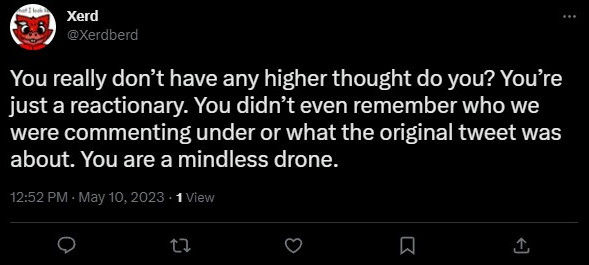 Xerd
@Xerdberd
You really don't have any higher thought do you? You're
just a reactionary. You didn't even remember who we
were commenting under or what the original tweet was
about. You are a mindless drone.
12:52 PM · May 10, 2023 · 1 View